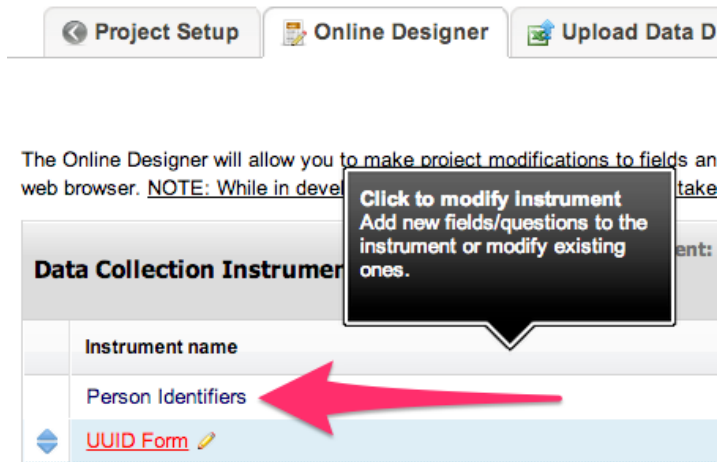 Project Setup
Online Designer
Upload Data D
The Online Designer will allow you to make project modifications to fields an
web browser. NOTE: While in devel
take
Click to modify instrument
Add new fields/questions to the
instrument or modify existing
ones.
Data Collection Instrumen
ent:
Instrument name
Person Identifiers
UUID Form